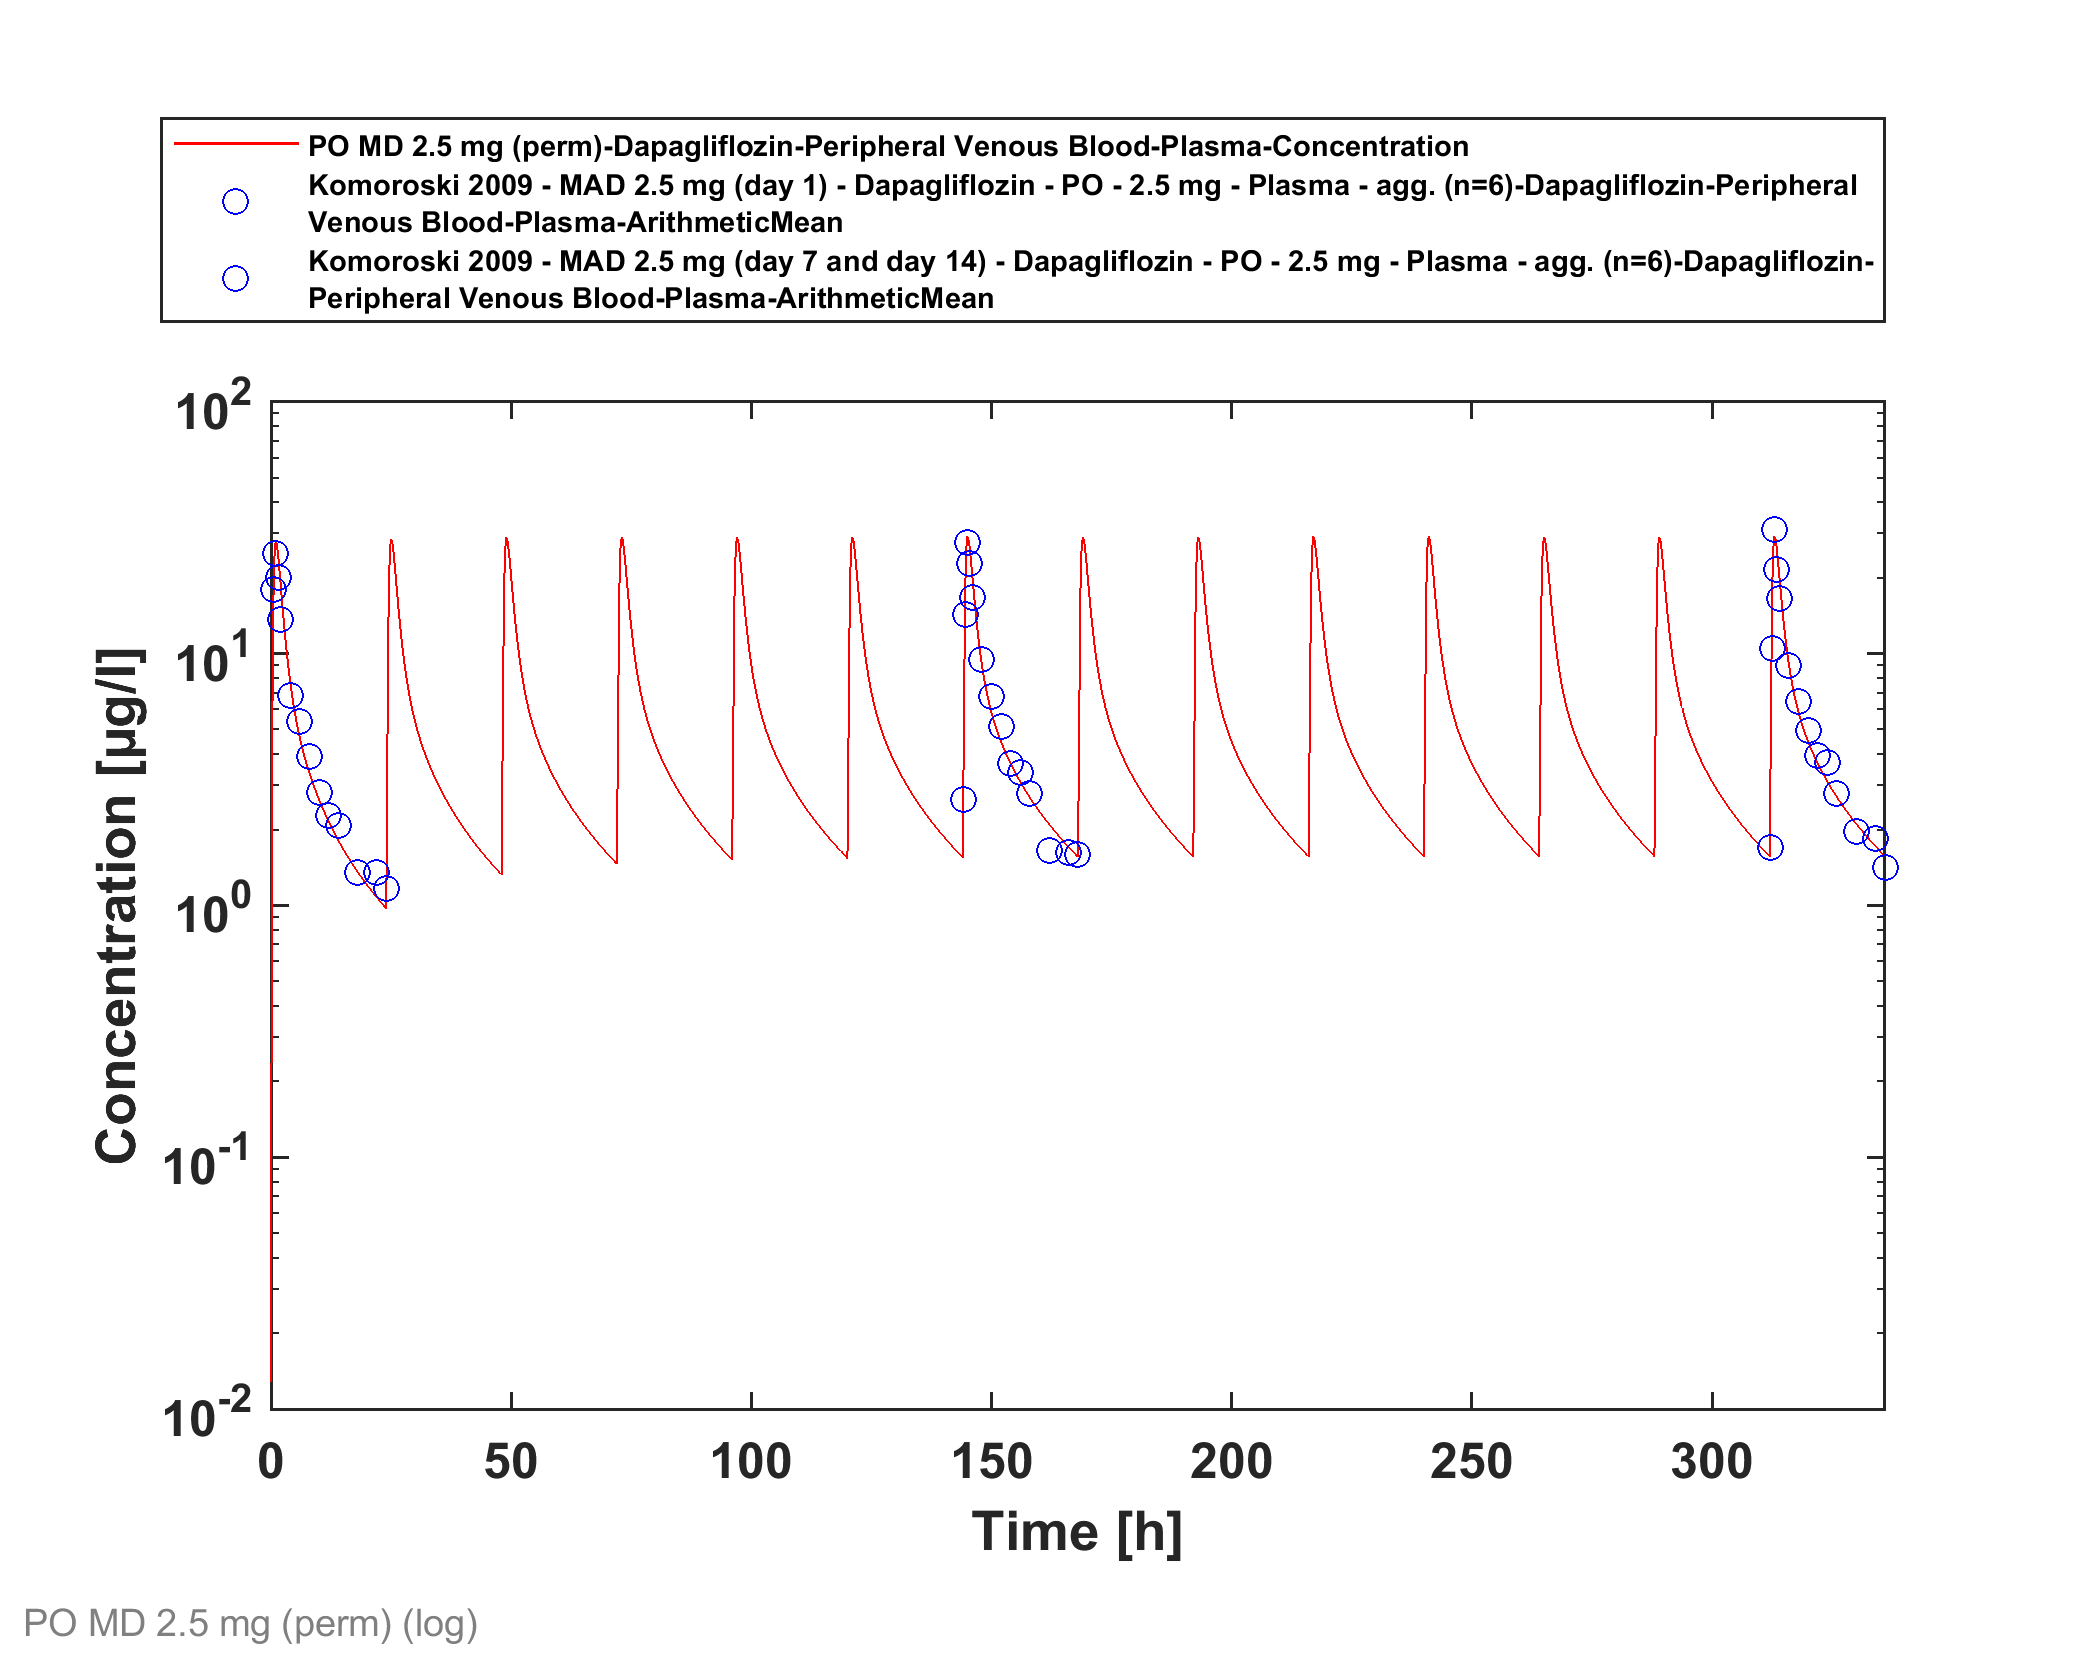 PO MD 2.5 mg (perm)-Dapagliflozin-Peripheral Venous Blood-Plasma-Concentration
Komoroski 2009 - MAD 2.5 mg (day 1) - Dapagliflozin - PO - 2.5 mg - Plasma - agg. (n=6)-Dapagliflozin-Peripheral
Venous Blood-Plasma-ArithmeticMean
Komoroski 2009 - MAD 2.5 mg (day 7 and day 14) - Dapagliflozin - PO - 2.5 mg - Plasma - agg. (n=6)-Dapagliflozin-
Peripheral Venous Blood-Plasma-ArithmeticMean
10^2
10^1
10^0
10^-1
10^-2
Concentration [µg/l]
0 50 100 150 200 250 300
Time [h]
PO MD 2.5 mg (perm) (log)